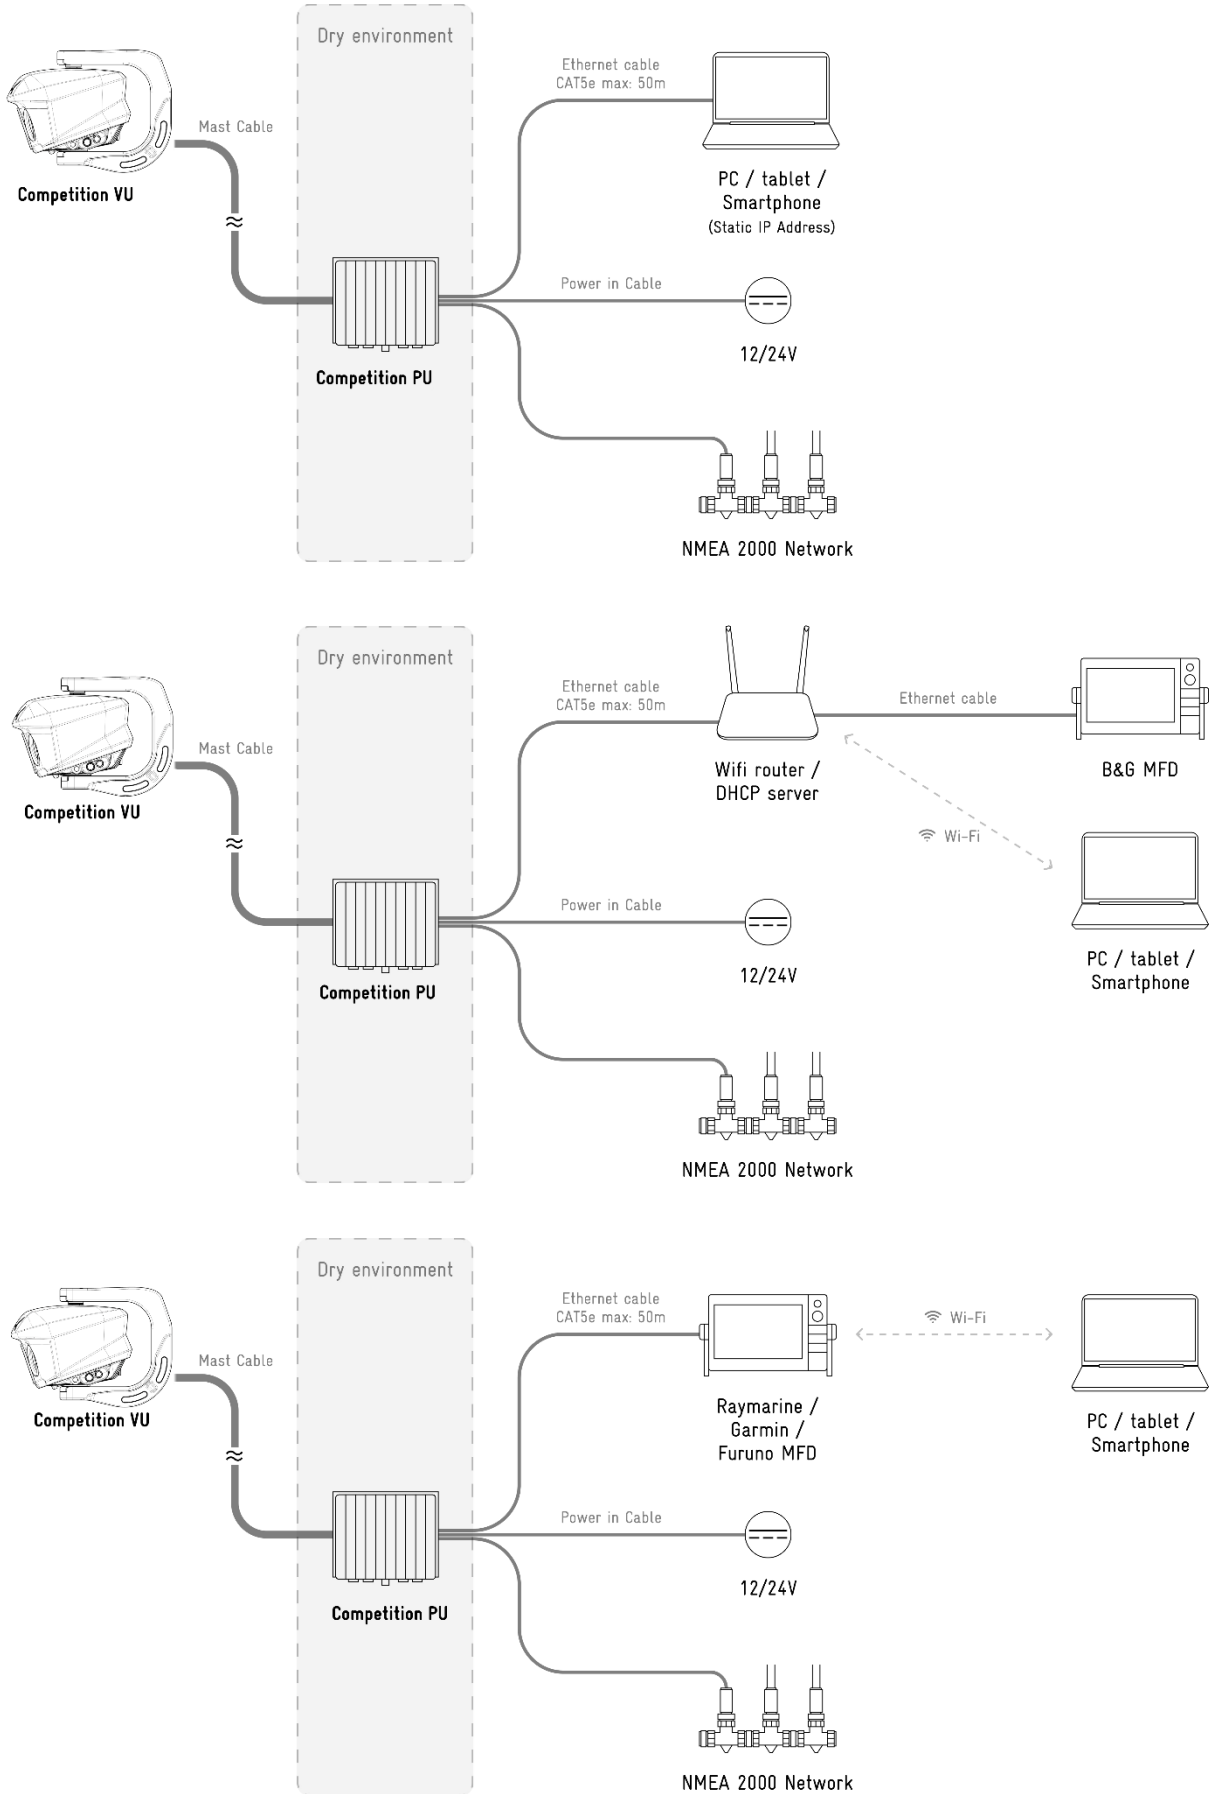 Dry environment
Ethernet cable
CAT5e max: 50m
Mast Cable
Competition VU
PC / tablet /
Smartphone
(Static IP Address)
Power in Cable
12/24V
Competition PU
NMEA 2000 Network
Dry environment
Ethernet cable
CAT5e max: 50m
Ethernet cable
Mast Cable
Wifi router /
DHCP server
B&G MFD
Competition VU
Wi-Fi
Power in Cable
12/24V
PC / tablet /
Smartphone
Competition PU
NMEA 2000 Network
Dry environment
Ethernet cable
CAT5e max: 50m
Wi-Fi
Mast Cable
Competition VU
Raymarine /
Garmin /
Furuno MFD
PC / tablet /
Smartphone
Power in Cable
12/24V
Competition PU
NMEA 2000 Network